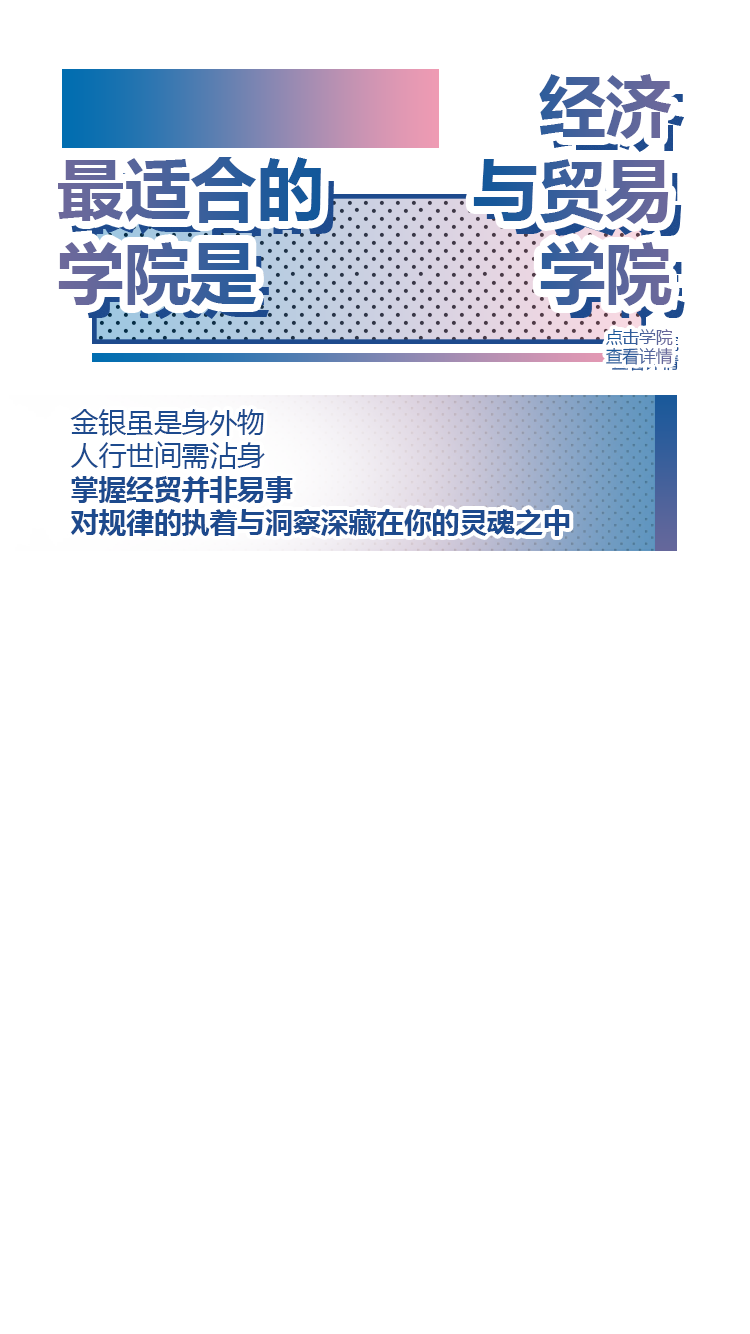 最适合的
学院是
经济
与贸易
学院
点击学院
查看详情
金银虽是身外物
人行世间需沾身
掌握经贸并非易事
对规律的执着与洞察深藏在你的灵魂之中